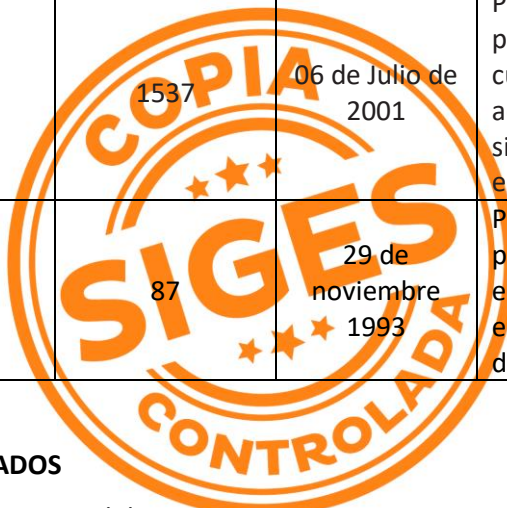 COPIA
1537
06 de Julio de
2001
SIGES
87
29 de
noviembre
1993
CONTROLADA
ADOS